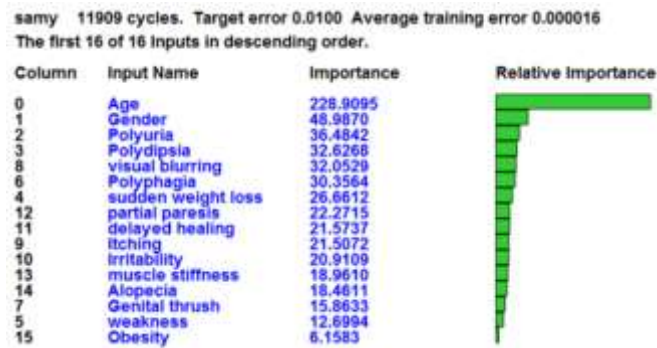 samy 11909 cycles. Target error 0.0100 Average training error 0.000016
The first 16 of 16 Inputs in descending order.
Column Input Name Importance Relative Importance
0 Age 228.9095
1 Gender 48.9870
2 Polyuria 36.4842
3 Polydipsia 32.6268
8 visual blurring 32.0529
6 Polyphagia 30.3564
4 sudden weight loss 26.6612
12 partial paresis 22.2715
11 delayed healing 21.5737
9 Itching 21.5072
10 Irritability 20.9109
13 muscle stiffness 18.9610
14 Alopecia 18.4611
7 Genital thrush 15.8633
5 weakness 12.6994
15 Obesity 6.1583